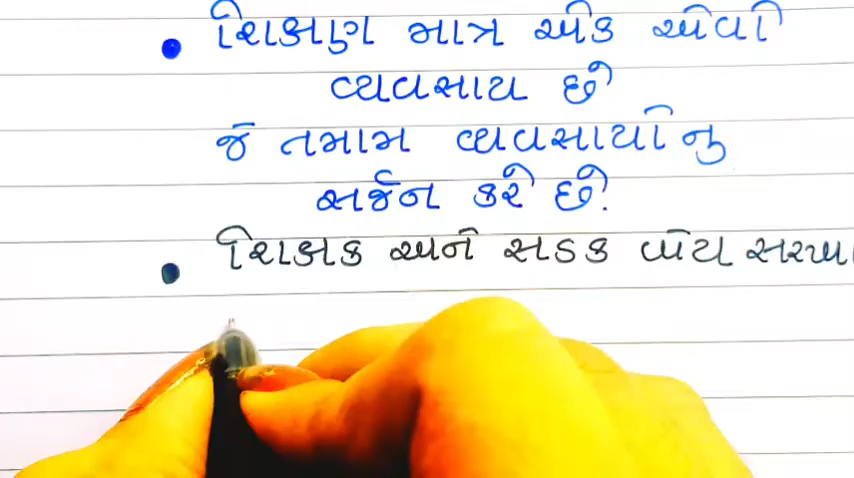 શિક્ષણ માત્ર એક એવો
વ્યવસાય છે
જે તમામ વ્યવસાયોનુ
સર્જન કરે છે.
શિક્ષક અને સડક બંને સરખા